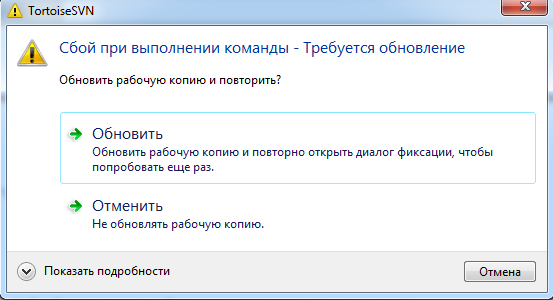 TortoiseSVN
Сбой при выполнении команды - Требуется обновление
Обновить рабочую копию и повторить?
Обновить
Обновить рабочую копию и повторно открыть диалог фиксации, чтобы
попробовать еще раз.
Отменить
Не обновлять рабочую копию.
Показать подробности
Отмена